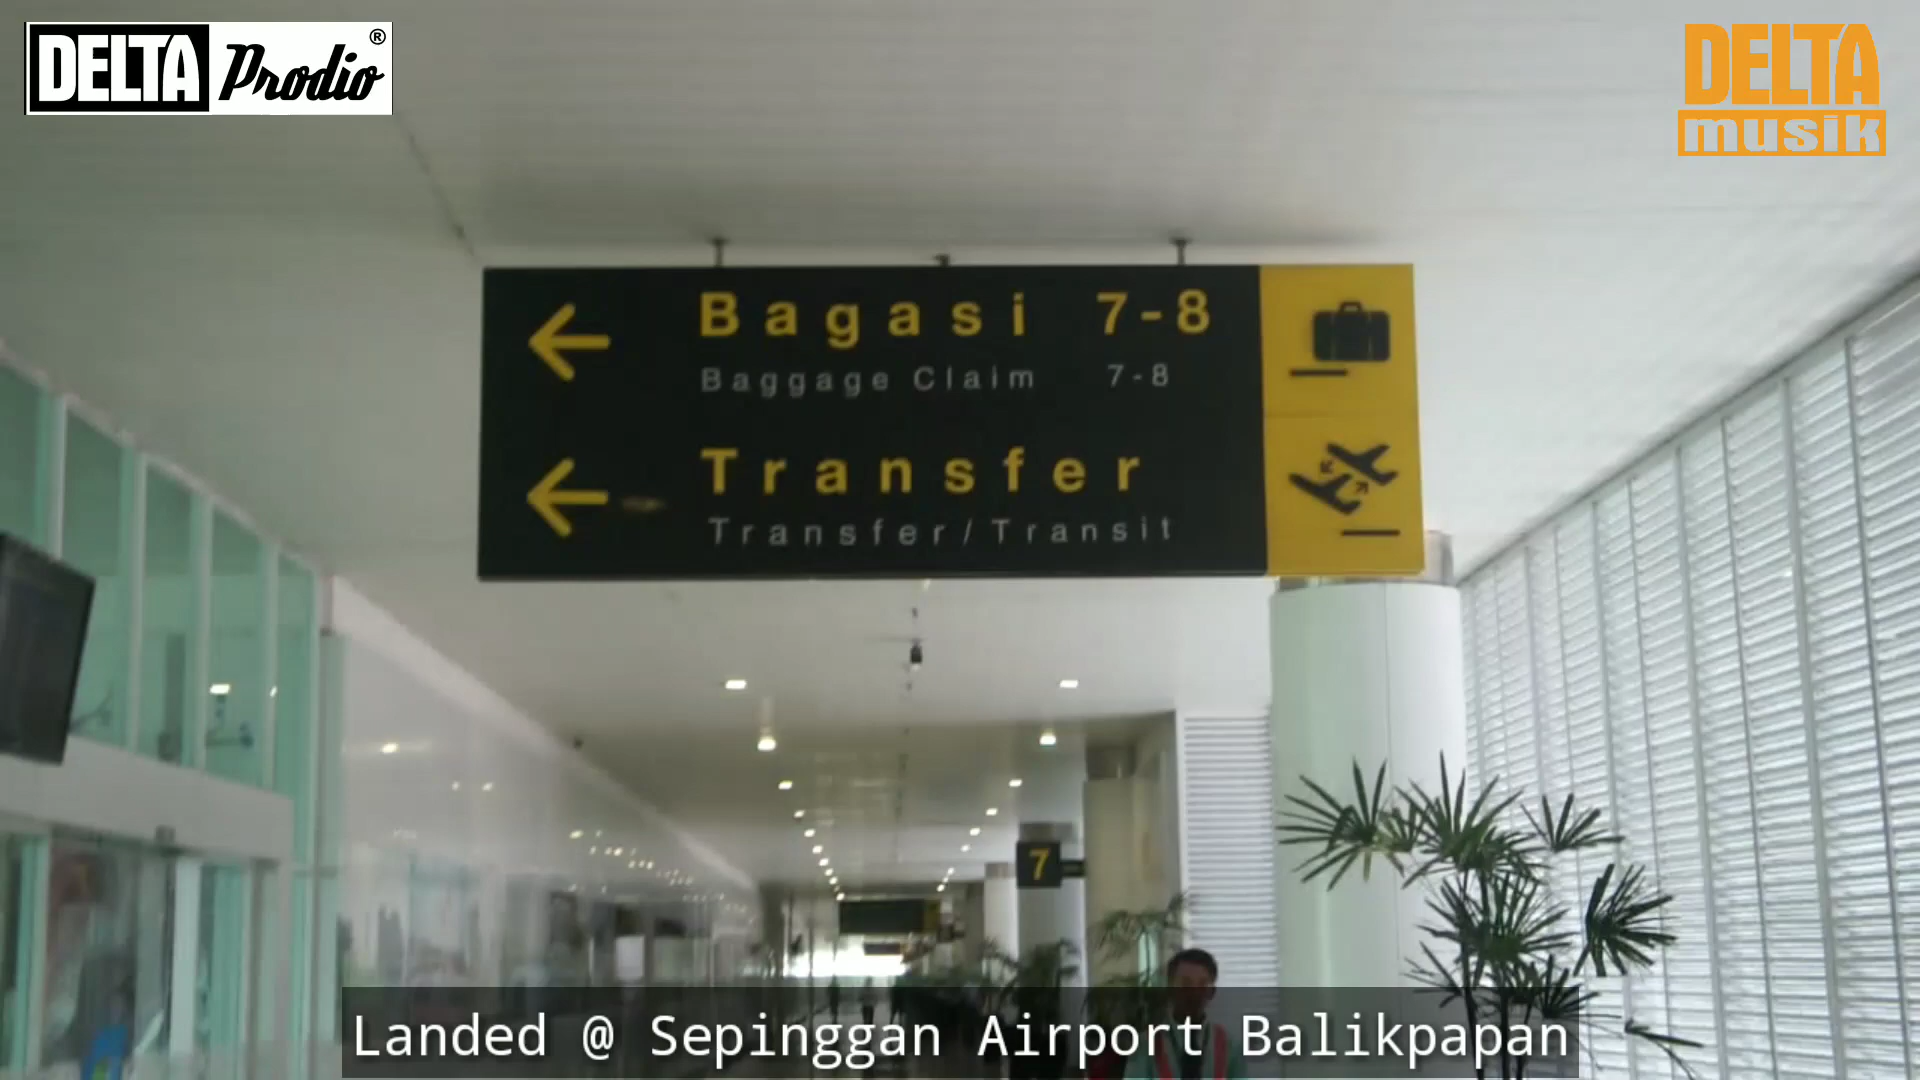 DELTA Prodio ®
DELTA
musik
Bagasi 7-8
Baggage Claim 7-8
Transfer
Transfer/Transit
7
Landed @ Sepinggan Airport Balikpapan